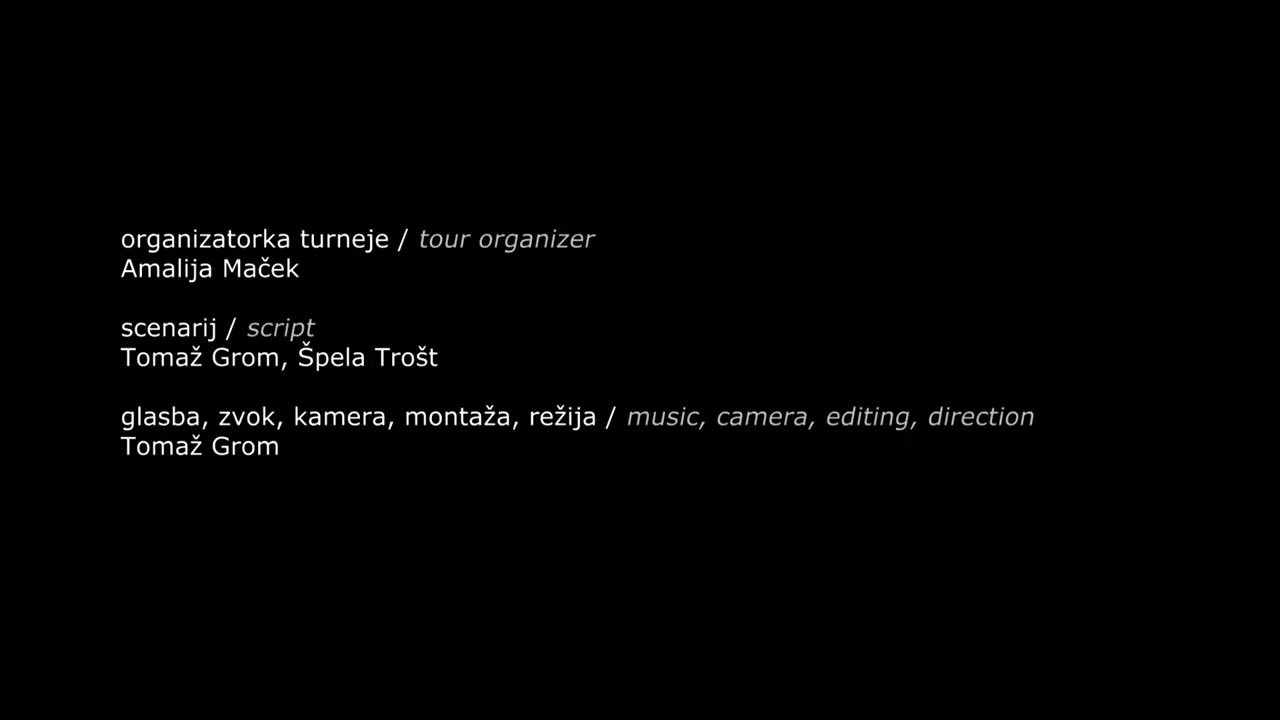 organizatorka turneje / tour organizer
Amalija Maček
scenarij / script
Tomaž Grom, Špela Trošt
glasba, zvok, kamera, montaža, režija / music, camera, editing, direction
Tomaž Grom